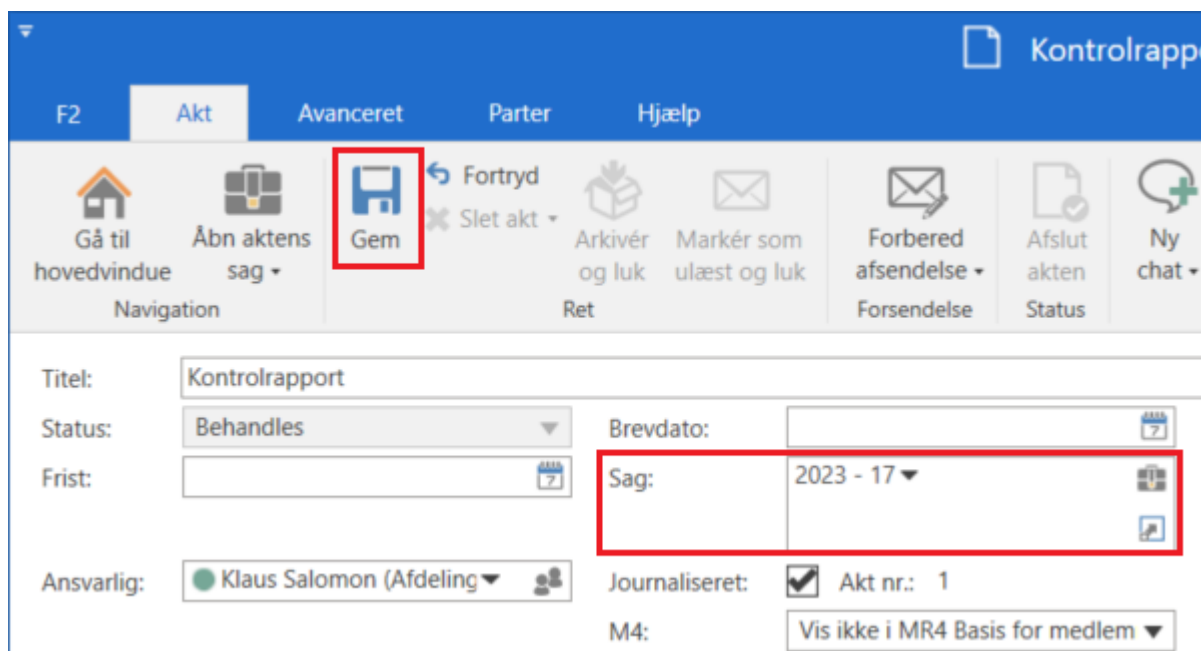 Kontrolrappo
F2 Akt Avanceret Parter Hjælp
Gå til hovedvindue
Åbn aktens sag
Gem
Fortryd
Slet akt
Arkivér og luk
Markér som ulæst og luk
Forbered afsendelse
Afslut akten
Ny chat
Navigation Ret Forsendelse Status
Titel: Kontrolrapport
Status: Behandles Brevdato: 7
Frist: 7 Sag: 2023 - 17
Ansvarlig: Klaus Salomon (Afdeling Journaliseret: Akt nr.: 1
M4: Vis ikke i MR4 Basis for medlem